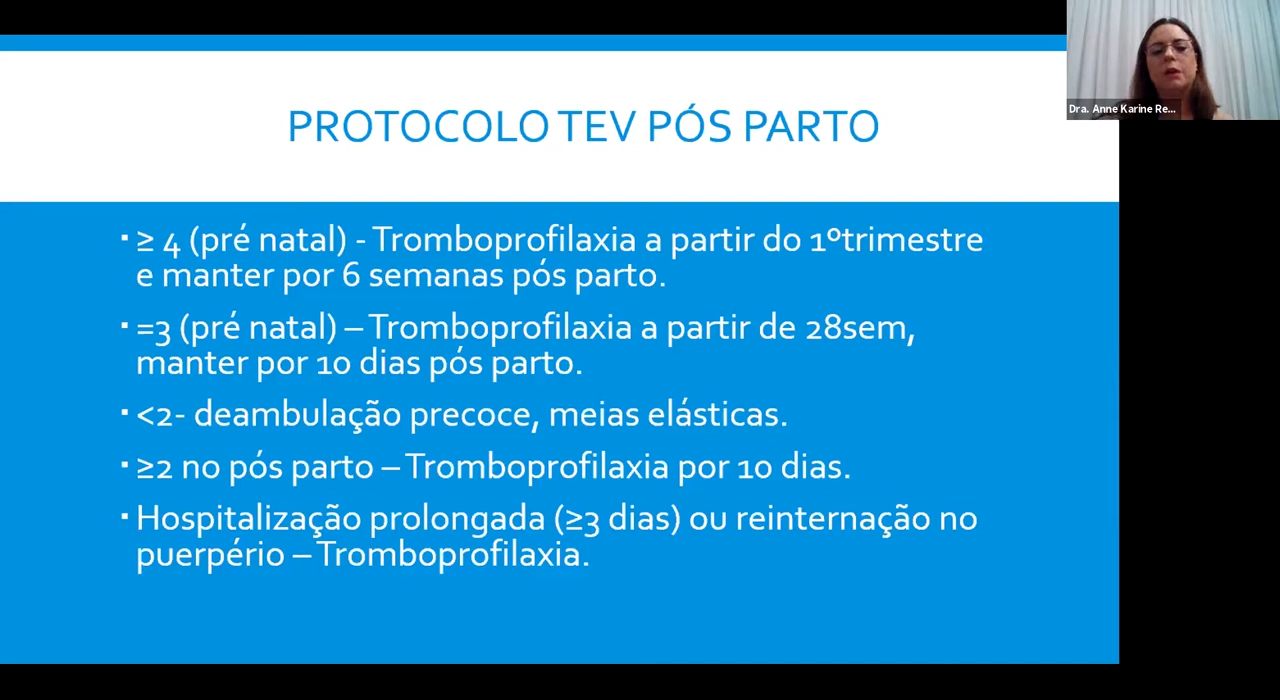 Dra. Anne Karine Re...
PROTOCOLO TEV PÓS PARTO
▪ ≥ 4 (pré natal) - Tromboprofilaxia a partir do 1ºtrimestre
e manter por 6 semanas pós parto.
▪ =3 (pré natal) – Tromboprofilaxia a partir de 28sem,
manter por 10 dias pós parto.
▪ <2- deambulação precoce, meias elásticas.
▪ ≥2 no pós parto – Tromboprofilaxia por 10 dias.
▪ Hospitalização prolongada (≥3 dias) ou reinternação no
puerpério – Tromboprofilaxia.